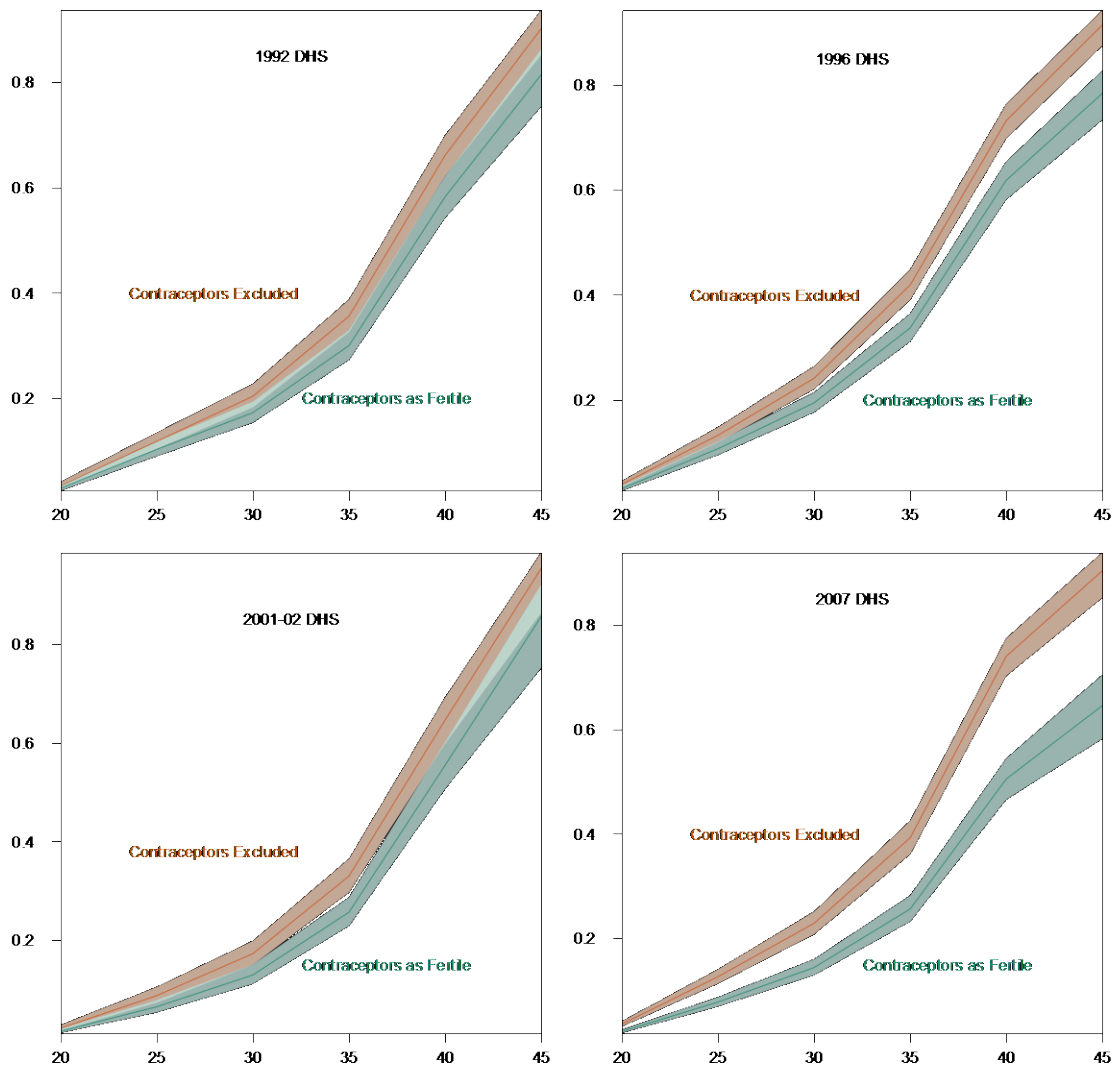 1992 DHS
0.8
0.6
0.4
0.2
Contraceptors Excluded
Contraceptors as Fertile
20 25 30 35 40 45
1996 DHS
0.8
0.6
0.4
0.2
Contraceptors Excluded
Contraceptors as Fertile
20 25 30 35 40 45
2001-02 DHS
0.8
0.6
0.4
0.2
Contraceptors Excluded
Contraceptors as Fertile
20 25 30 35 40 45
2007 DHS
0.8
0.6
0.4
0.2
Contraceptors Excluded
Contraceptors as Fertile
20 25 30 35 40 45